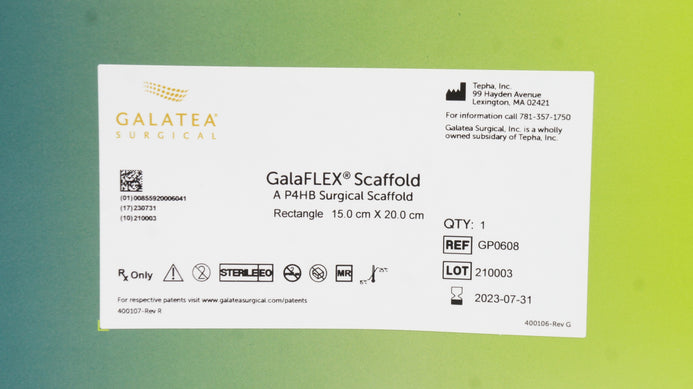 GALATEA®
SURGICAL
Tepha, Inc.
99 Hayden Avenue
Lexington, MA 02421
For information call 781-357-1750
Galatea Surgical, Inc. is a wholly
owned subsidary of Tepha, Inc.
(01)00855920006041
(17)230731
(10)210003
GalaFLEX® Scaffold
A P4HB Surgical Scaffold
Rectangle 15.0 cm X 20.0 cm
QTY: 1
REF GP0608
LOT 210003
2023-07-31
Rx Only STERILE EO MR
For respective patents visit www.galateasurgical.com/patents
400107-Rev R
400106-Rev G